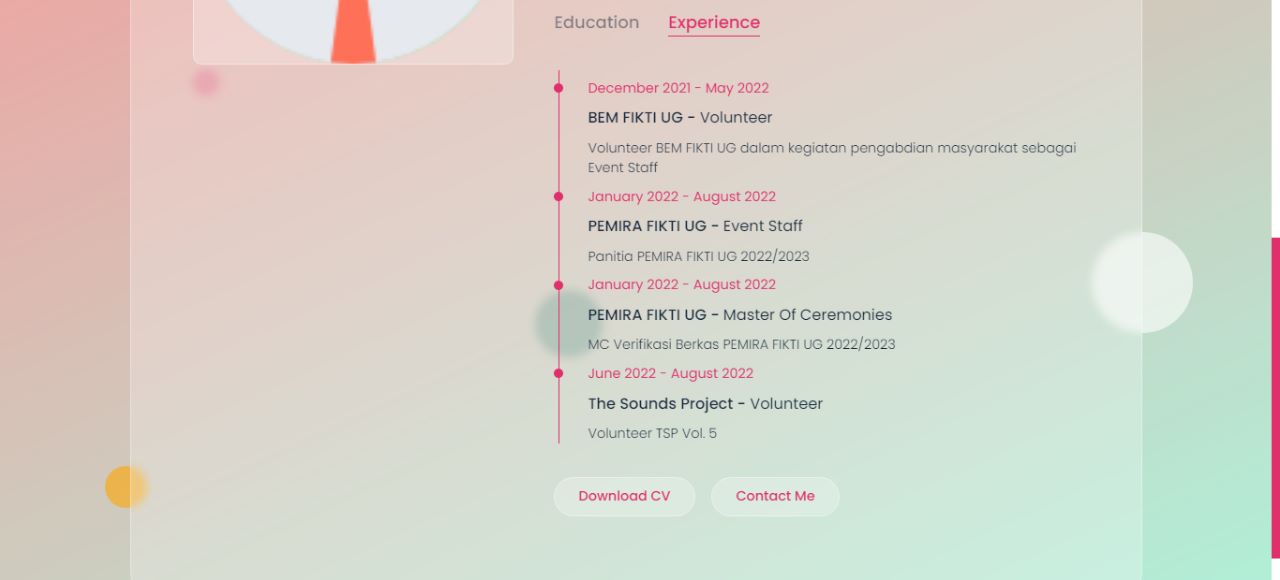 Education Experience
December 2021 - May 2022
BEM FIKTI UG - Volunteer
Volunteer BEM FIKTI UG dalam kegiatan pengabdian masyarakat sebagai
Event Staff
January 2022 - August 2022
PEMIRA FIKTI UG - Event Staff
Panitia PEMIRA FIKTI UG 2022/2023
January 2022 - August 2022
PEMIRA FIKTI UG - Master Of Ceremonies
MC Verifikasi Berkas PEMIRA FIKTI UG 2022/2023
June 2022 - August 2022
The Sounds Project - Volunteer
Volunteer TSP Vol. 5
Download CV Contact Me